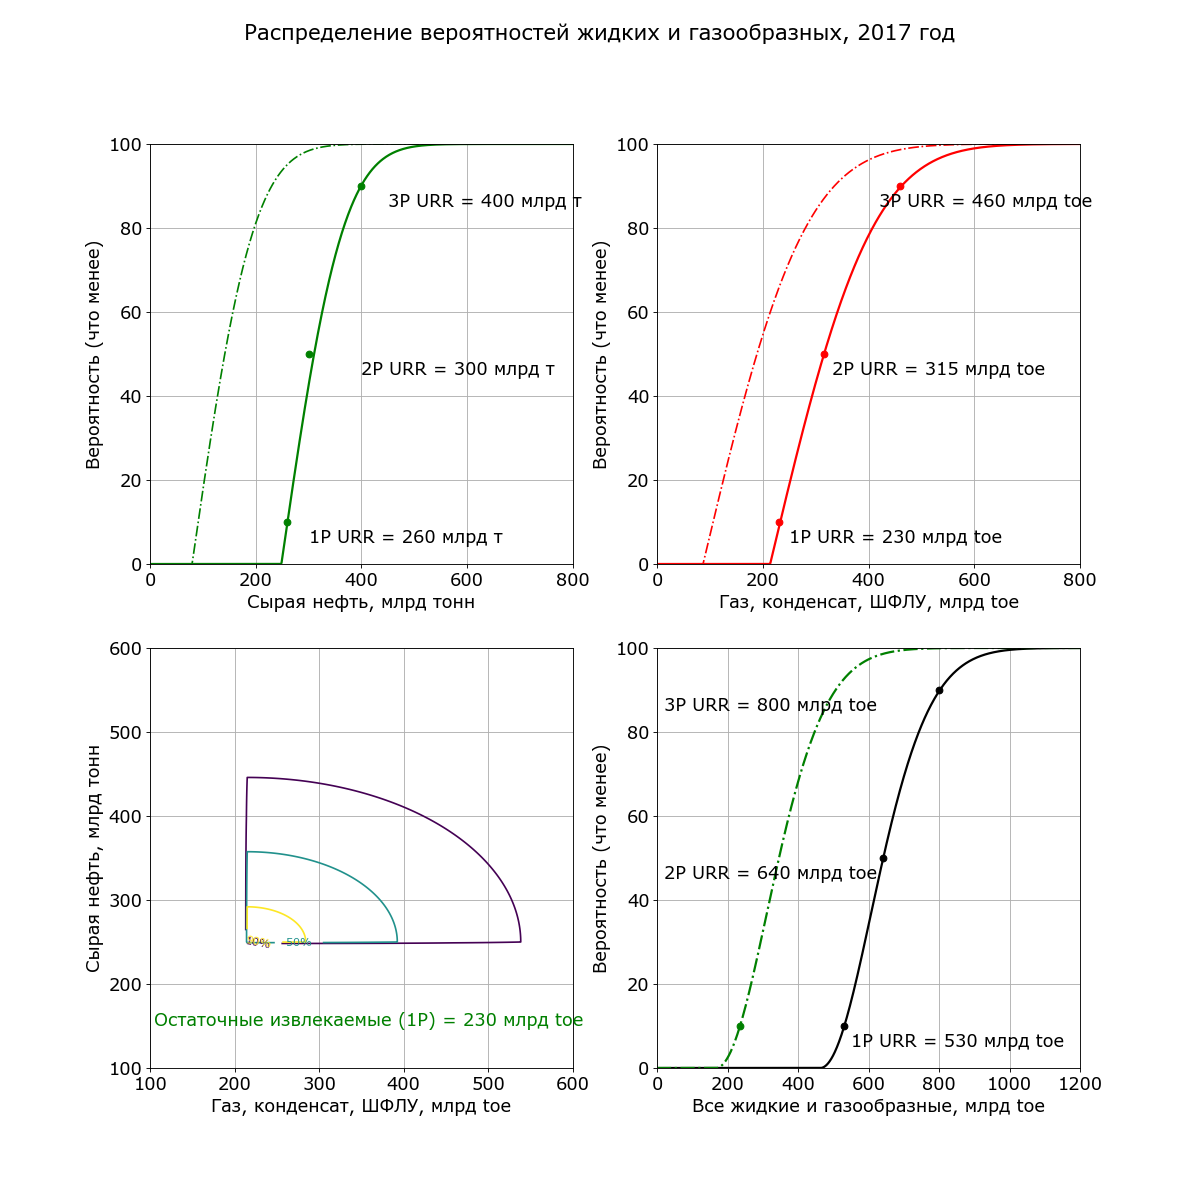 Распределение вероятностей жидких и газообразных, 2017 год
100
80
60
40
20
0
Вероятность (что менее)
3P URR = 400 млрд т
2P URR = 300 млрд т
1P URR = 260 млрд т
0 200 400 600 800
Сырая нефть, млрд тонн
100
80
60
40
20
0
Вероятность (что менее)
3P URR = 460 млрд toe
2P URR = 315 млрд toe
1P URR = 230 млрд toe
0 200 400 600 800
Газ, конденсат, ШФЛУ, млрд toe
600
500
400
300
200
100
Сырая нефть, млрд тонн
50%
Остаточные извлекаемые (1P) = 230 млрд toe
100 200 300 400 500 600
Газ, конденсат, ШФЛУ, млрд toe
100
80
60
40
20
0
Вероятность (что менее)
3P URR = 800 млрд toe
2P URR = 640 млрд toe
1P URR = 530 млрд toe
0 200 400 600 800 1000 1200
Все жидкие и газообразные, млрд toe